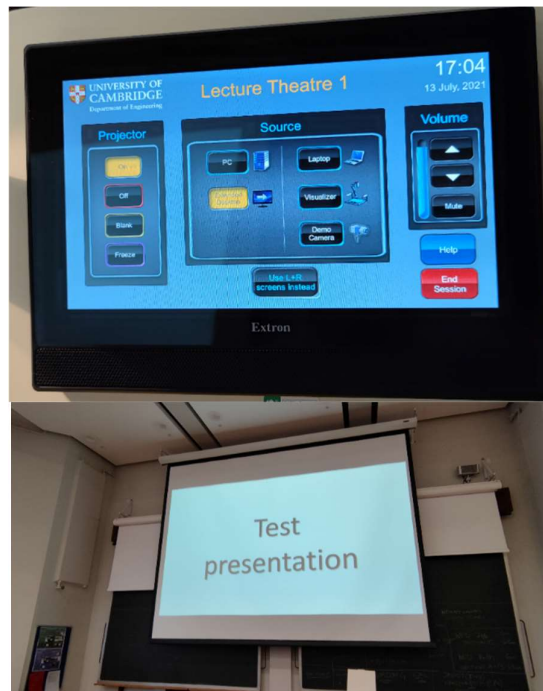 UNIVERSITY OF
CAMBRIDGE
Department of Engineering
Lecture Theatre 1
17:04
13 July, 2021
Projector
Source
Volume
On
Off
Blank
Freeze
PC
Laptop
Visualizer
Demo
Camera
Mute
Use L+R
screens instead
Help
End
Session
Extron
Test
presentation